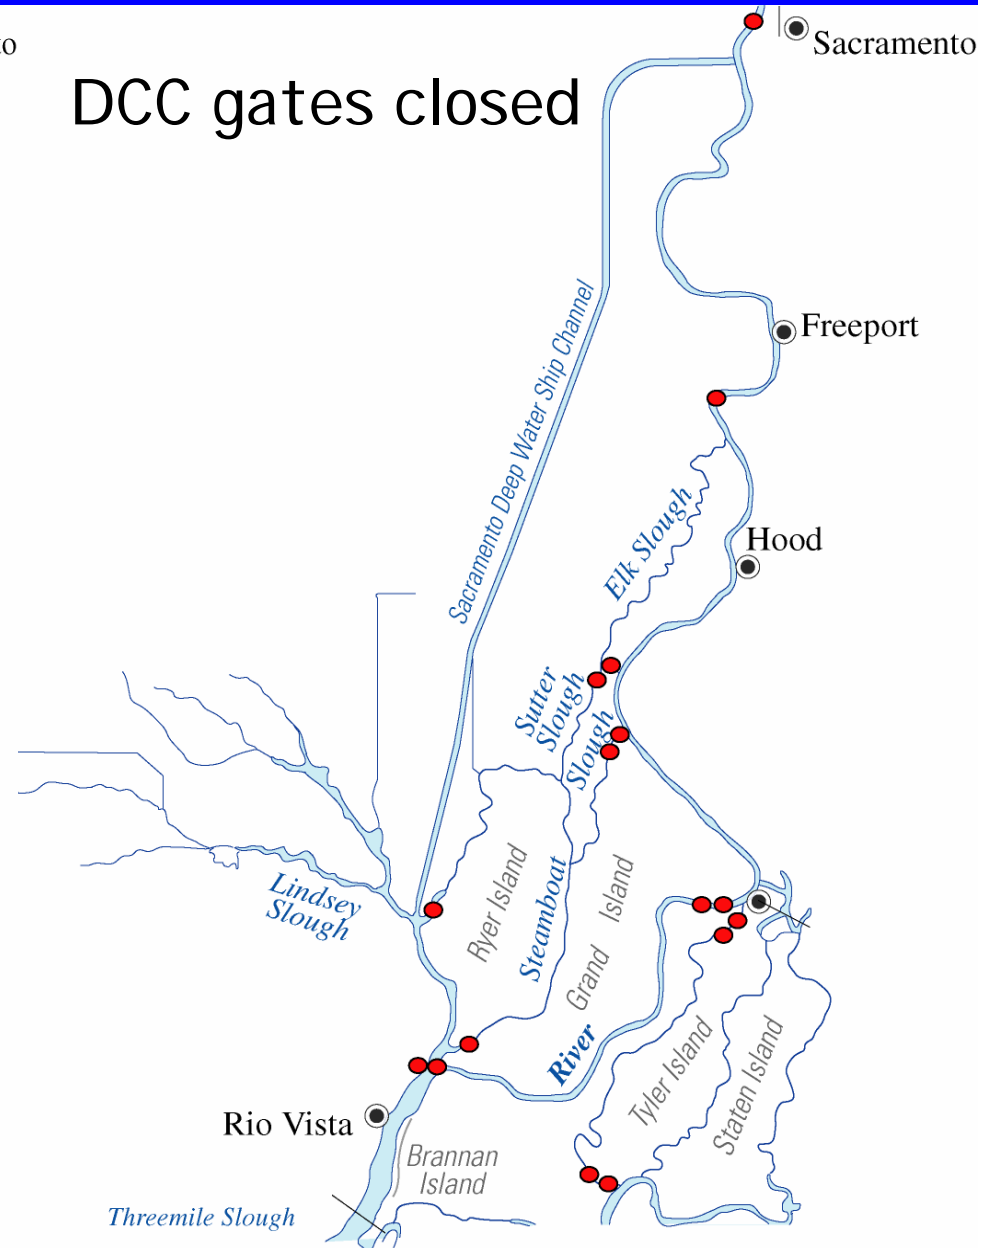 to
Sacramento
DCC gates closed
Sacramento Deep Water Ship Channel
Freeport
Elk Slough
Hood
Sutter
Slough
Slough
Steamboat
Lindsey
Slough
Ryer Island
Grand Island
River
Tyler Island
Staten Island
Rio Vista
Brannan
Island
Threemile Slough